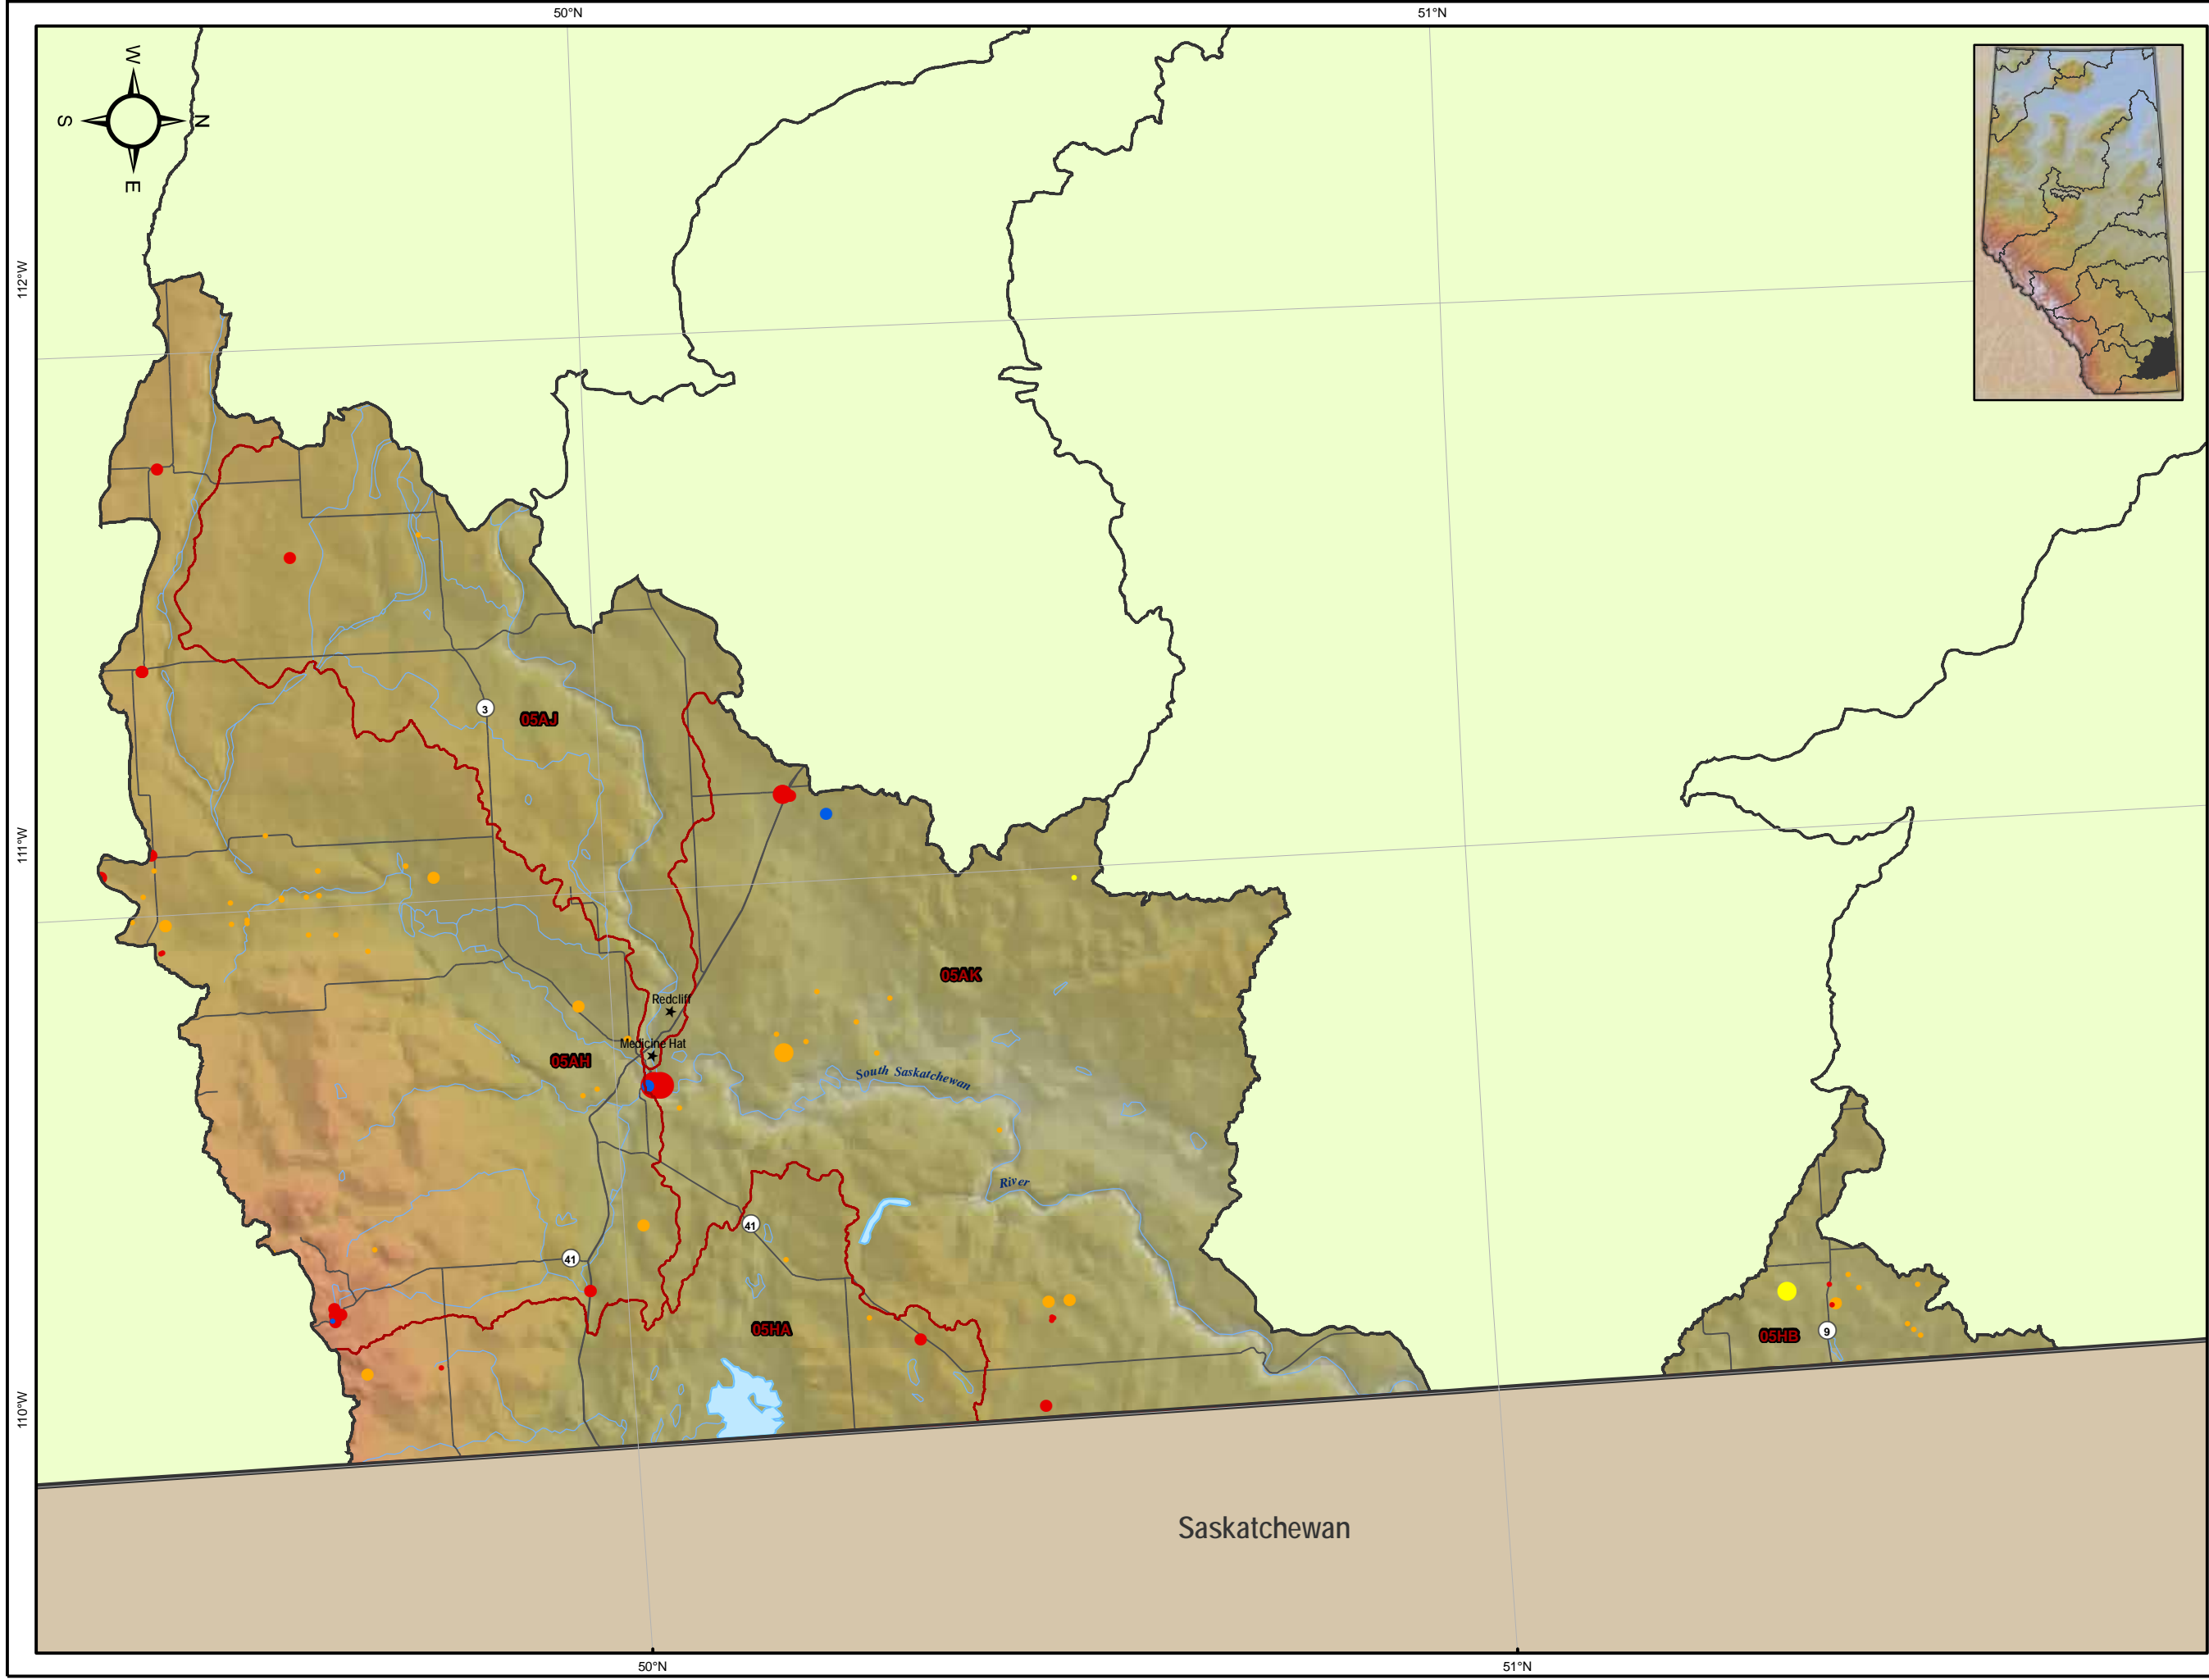 50°N
51°N
W
S
N
E
112°W
3
05AJ
111°W
05AK
Redcliff
Medicine Hat
05AH
South Saskatchewan
River
41
41
05HA
05HB
9
110°W
Saskatchewan
50°N
51°N